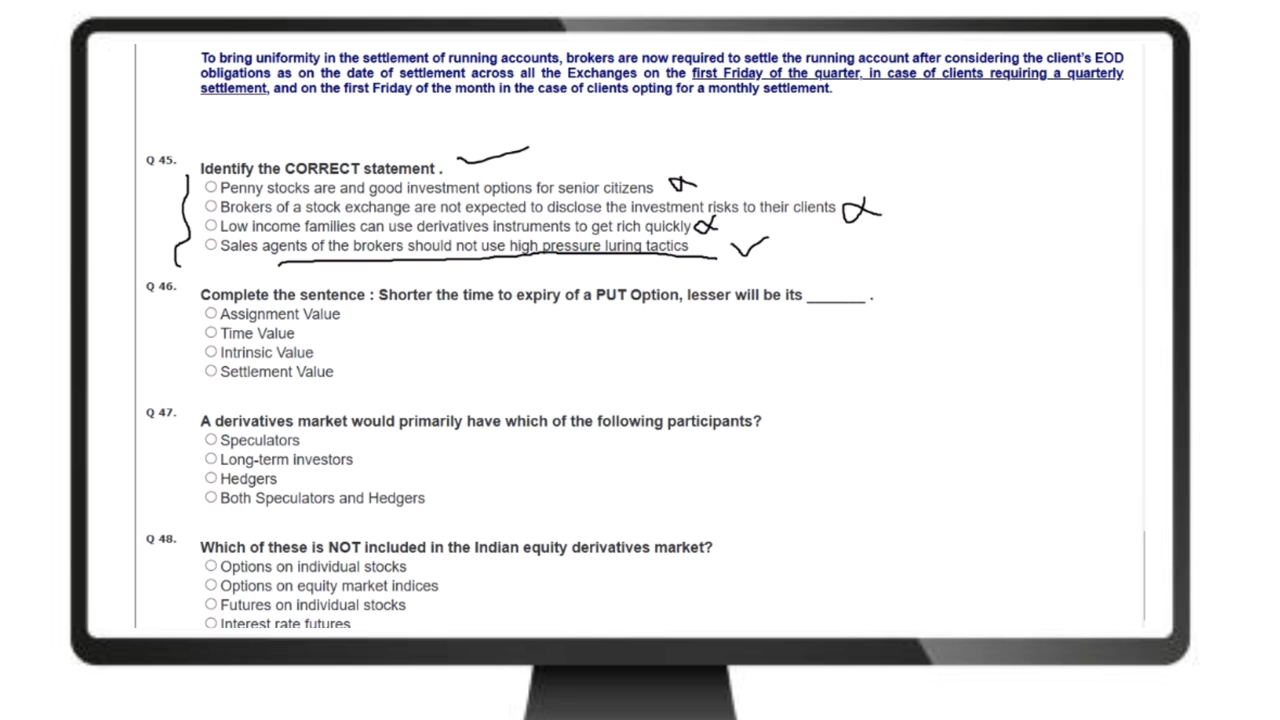 To bring uniformity in the settlement of running accounts, brokers are now required to settle the running account after considering the client's EOD
obligations as on the date of settlement across all the Exchanges on the first Friday of the quarter, in case of clients requiring a quarterly
settlement, and on the first Friday of the month in the case of clients opting for a monthly settlement.
Q 45.
Identify the CORRECT statement .
Penny stocks are and good investment options for senior citizens
Brokers of a stock exchange are not expected to disclose the investment risks to their clients
Low income families can use derivatives instruments to get rich quickly
Sales agents of the brokers should not use high pressure luring tactics
Q 46.
Complete the sentence : Shorter the time to expiry of a PUT Option, lesser will be its _______ .
Assignment Value
Time Value
Intrinsic Value
Settlement Value
Q 47.
A derivatives market would primarily have which of the following participants?
Speculators
Long-term investors
Hedgers
Both Speculators and Hedgers
Q 48.
Which of these is NOT included in the Indian equity derivatives market?
Options on individual stocks
Options on equity market indices
Futures on individual stocks
Interest rate futures